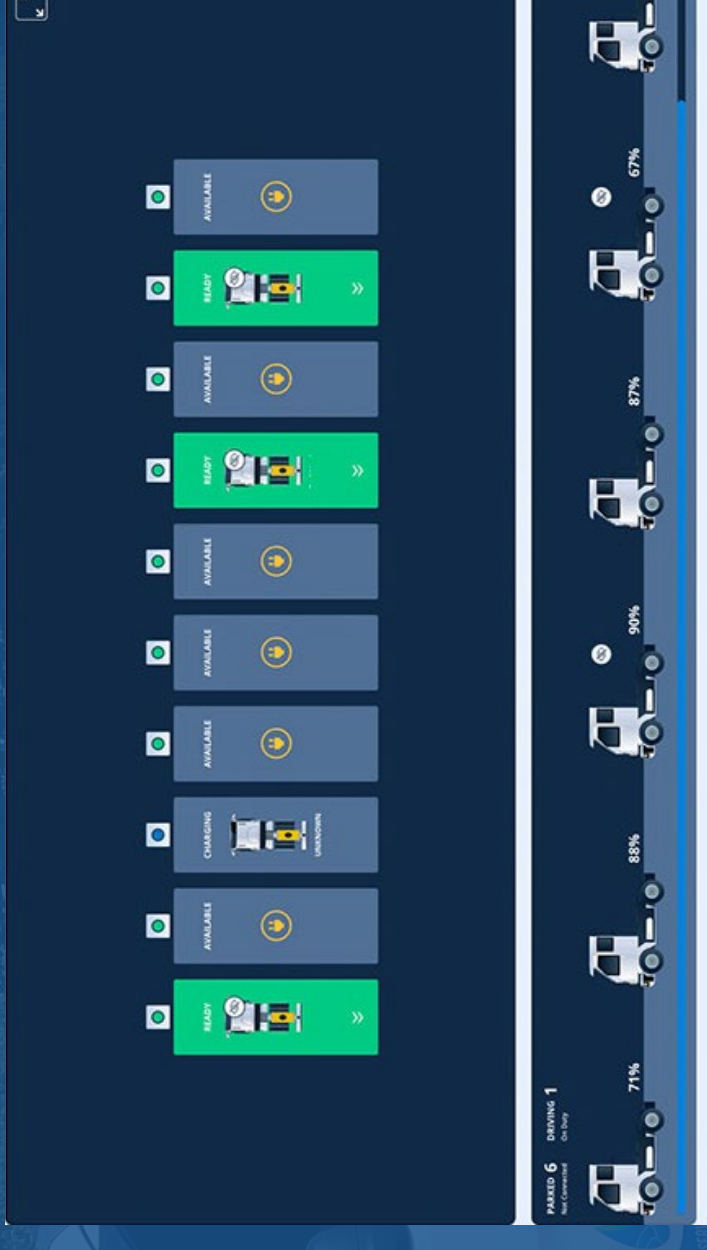 READY AVAILABLE CHARGING AVAILABLE AVAILABLE AVAILABLE READY AVAILABLE READY AVAILABLE
UNKNOWN
PARKED 6 DRIVING 1
Not Connected On Duty
71% 88% 90% 87% 67%